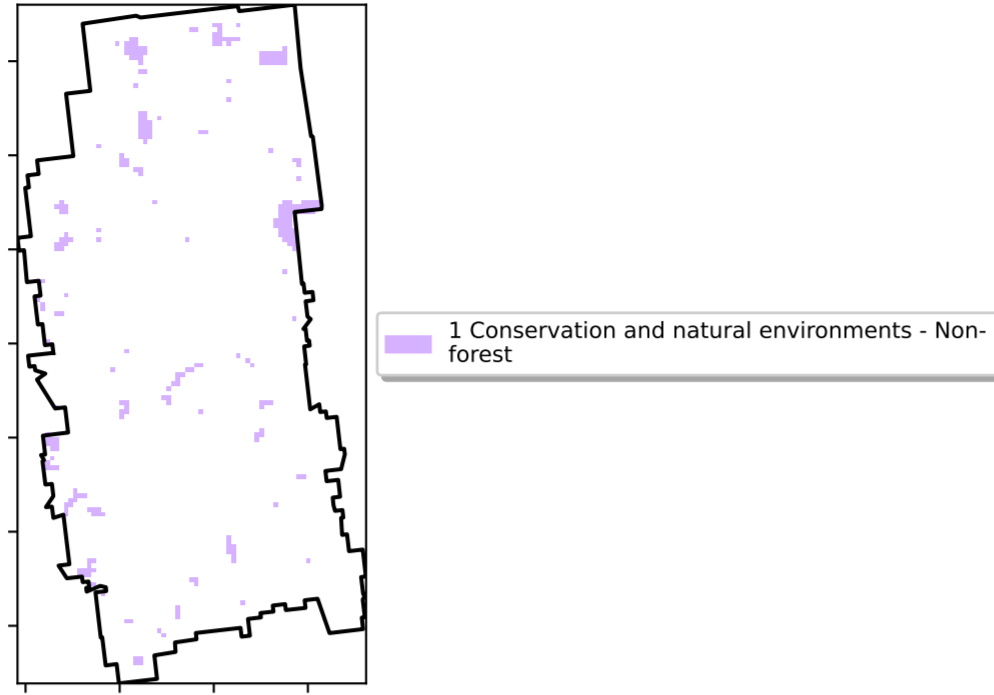 1 Conservation and natural environments - Non-
forest